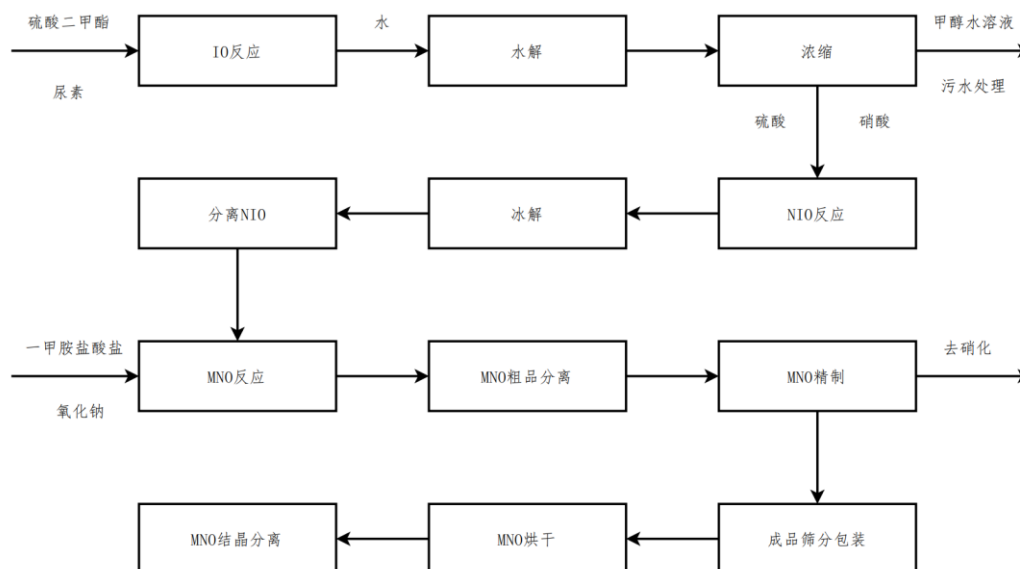 硫酸二甲酯
水
甲醇水溶液
IO反应
水解
浓缩
尿素
污水处理
硫酸
硝酸
分离NIO
冰解
NIO反应
一甲胺盐酸盐
去硝化
MNO反应
MNO粗品分离
MNO精制
氧化钠
MNO结晶分离
MNO烘干
成品筛分包装